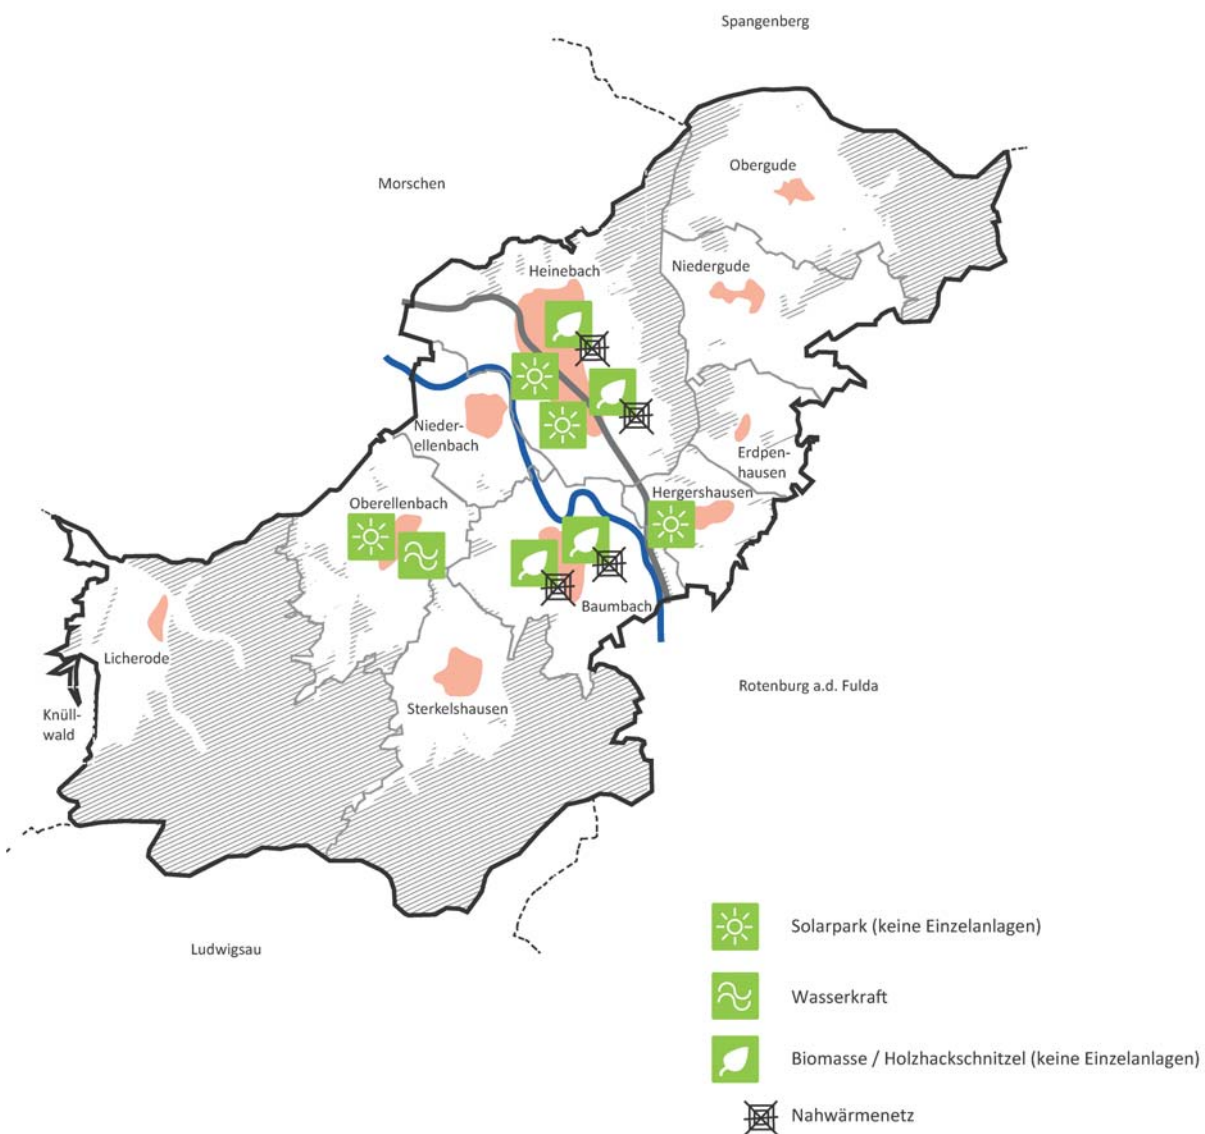 Spangenberg
Obergude
Morschen
Niedergude
Heinebach
Nieder-
ellenbach
Erdpen-
hausen
Hergershausen
Oberellenbach
Baumbach
Licherode
Rotenburg a.d. Fulda
Sterkelshausen
Knüll-
wald
Ludwigsau
Solarpark (keine Einzelanlagen)
Wasserkraft
Biomasse / Holzhackschnitzel (keine Einzelanlagen)
Nahwärmenetz